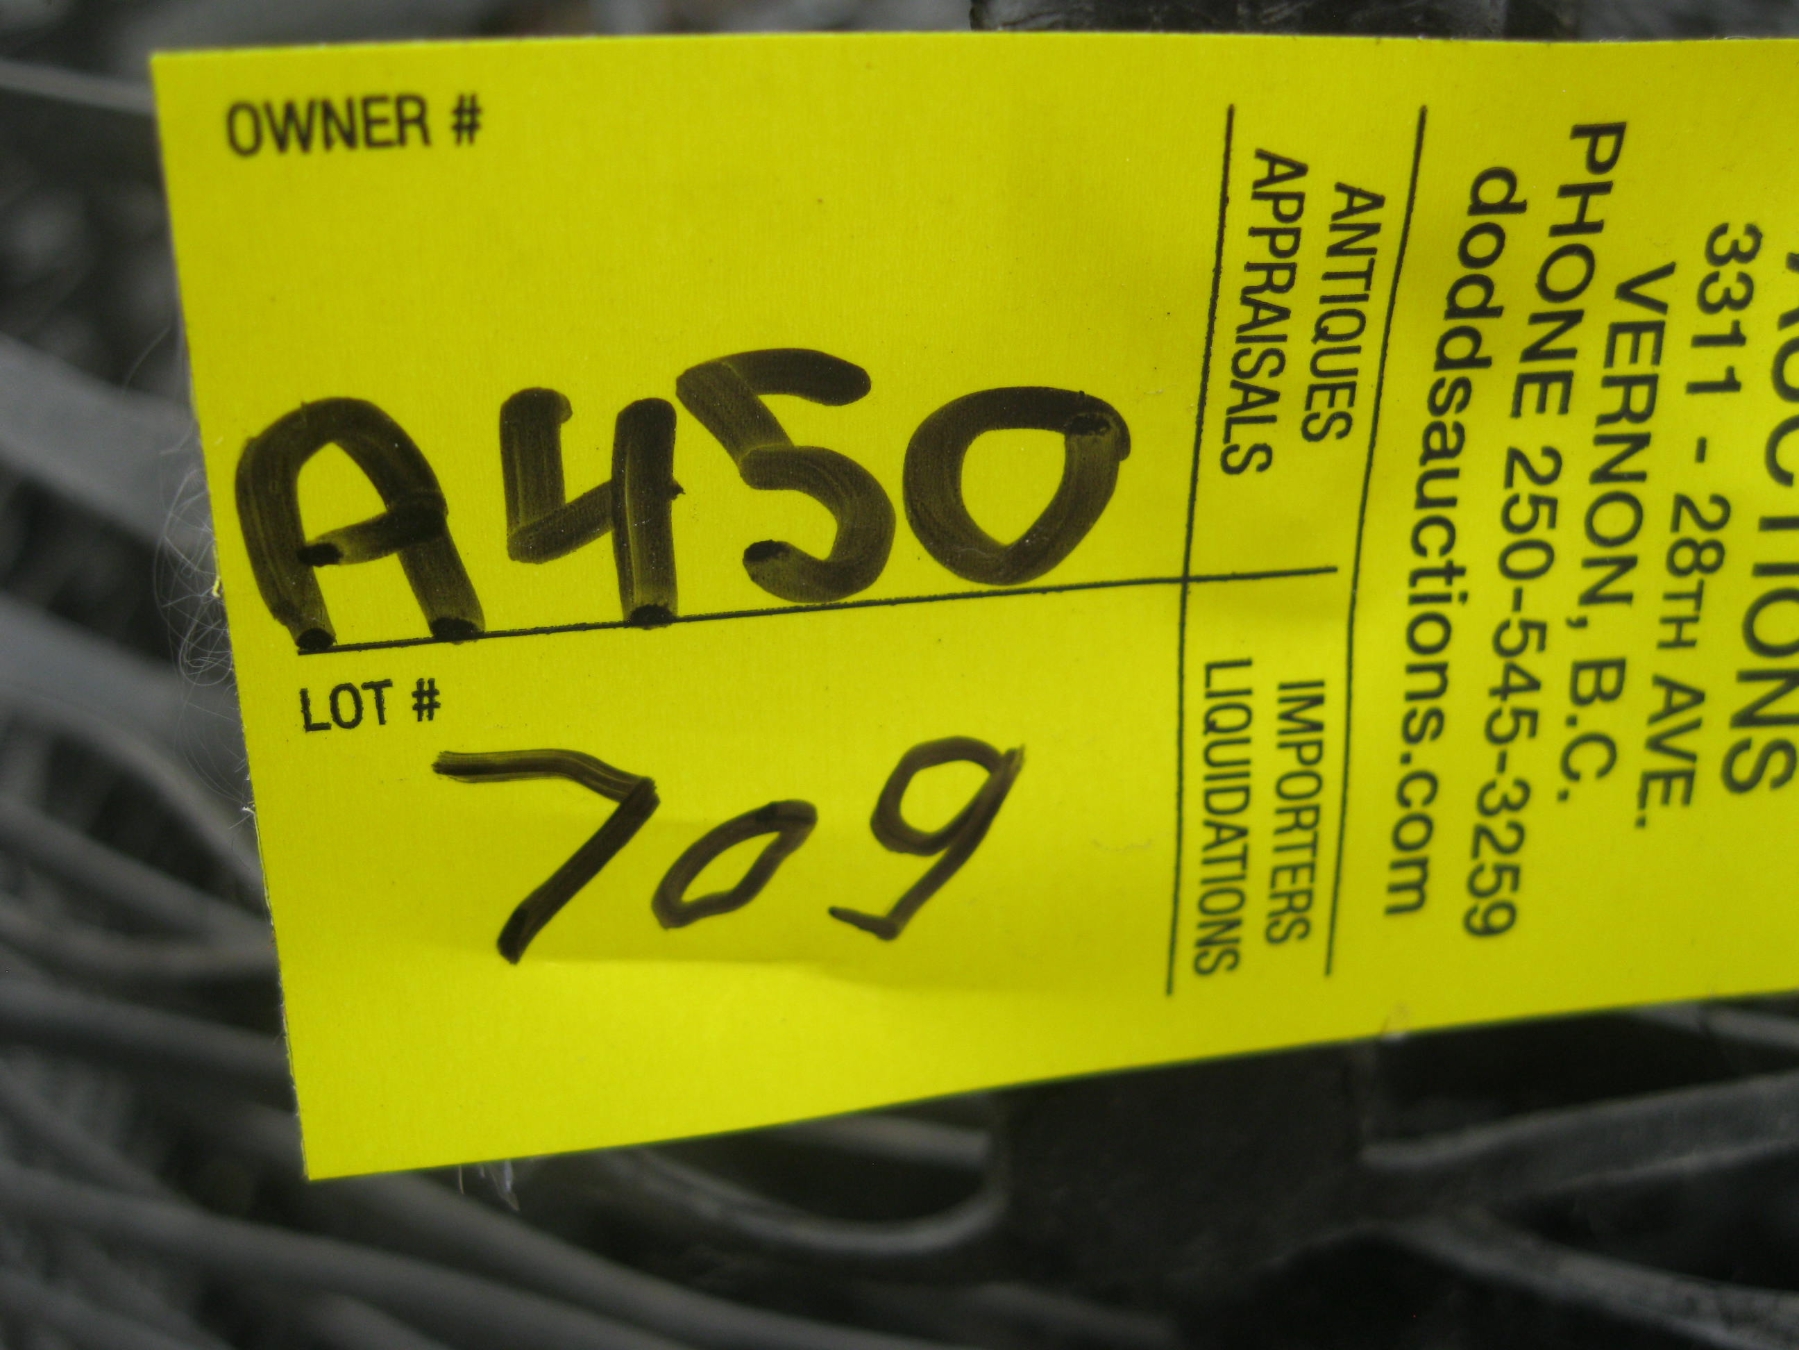 OWNER #
A450
LOT #
709
ANTIQUES
APPRAISALS
IMPORTERS
LIQUIDATIONS
3311 - 28TH AVE.
VERNON, B.C.
PHONE 250-545-3259
doddsauctions.com